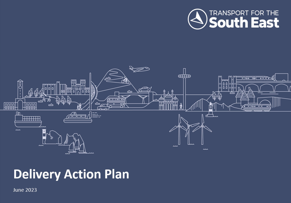 TRANSPORT FOR THE
South East
Delivery Action Plan
June 2023